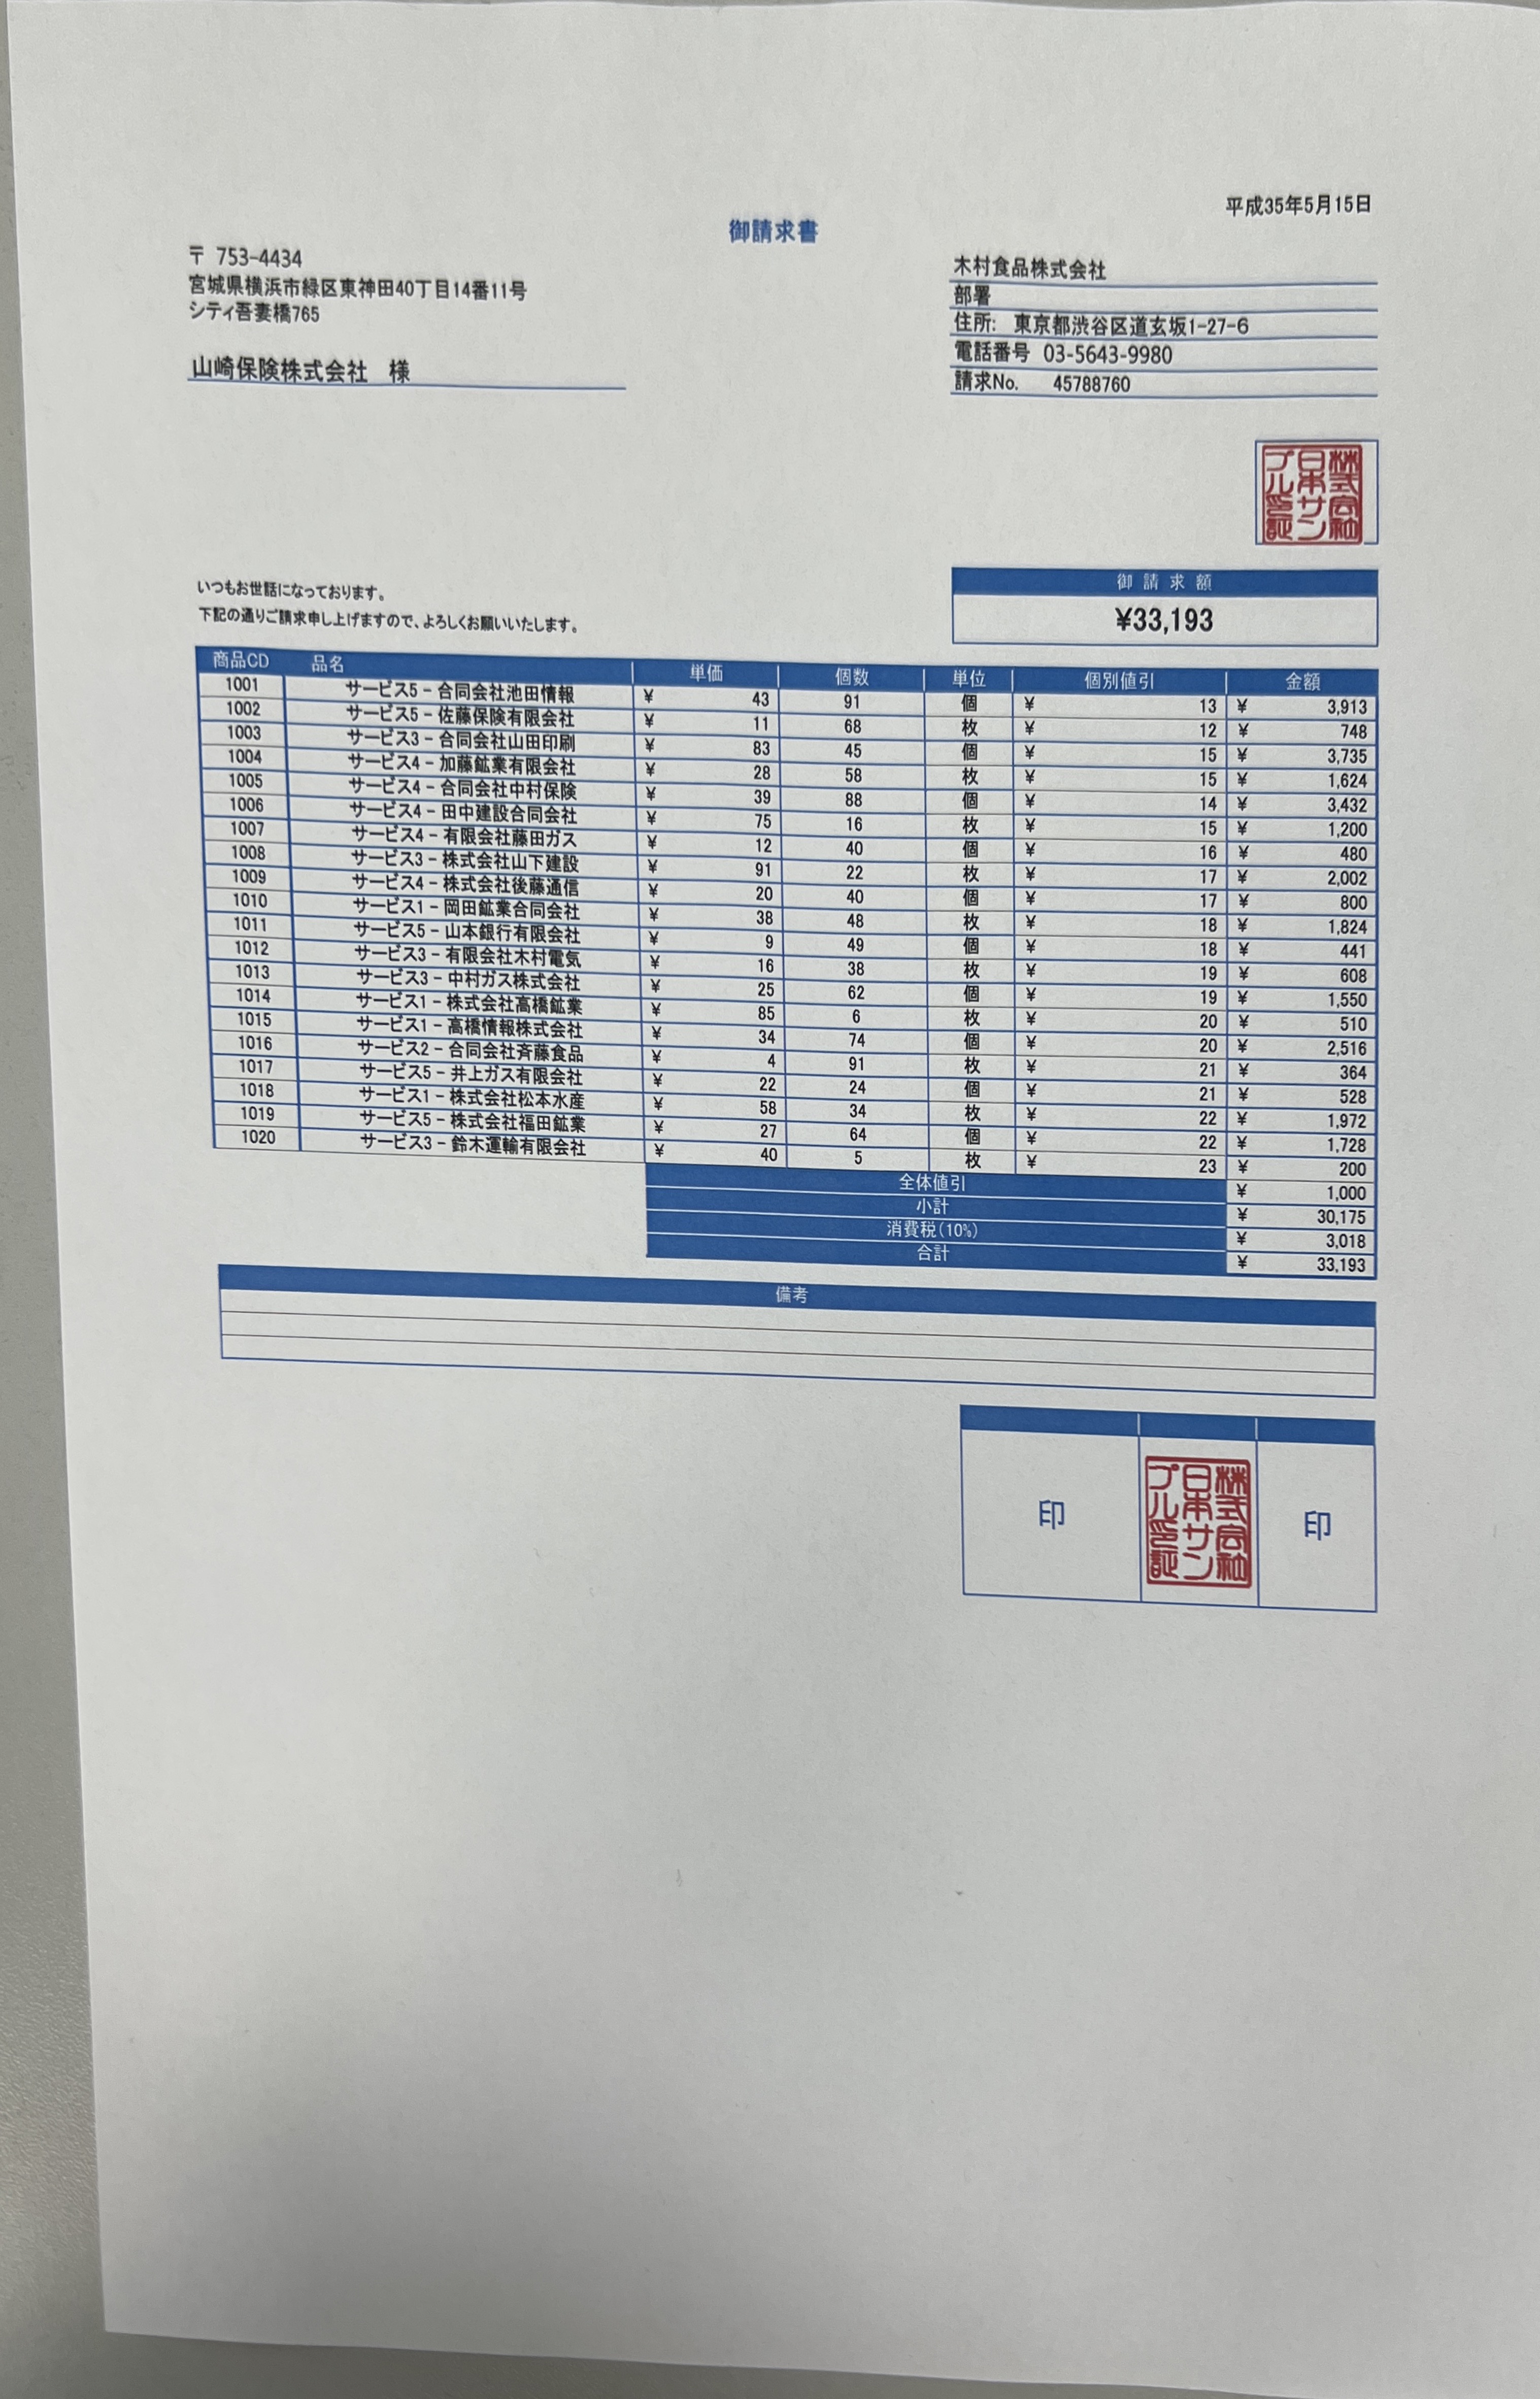 平成35年5月15日
御請求書
〒 753-4434
宮城県横浜市緑区東神田40丁目14番11号
シティ吾妻橋765
山崎保険株式会社 様
木村食品株式会社
部署
住所: 東京都渋谷区道玄坂1-27-6
電話番号 03-5643-9980
請求No. 45788760
株式会社日本サンプル印証
いつもお世話になっております。
下記の通りご請求申し上げますので、よろしくお願いいたします。
御請求額
¥33,193
商品CD 品名 単価 個数 単位 個別値引 金額
1001 サービス5 - 合同会社池田情報 ¥ 43 91 個 ¥ 13 ¥ 3,913
1002 サービス5 - 佐藤保険有限会社 ¥ 11 68 枚 ¥ 12 ¥ 748
1003 サービス3 - 合同会社山田印刷 ¥ 83 45 個 ¥ 15 ¥ 3,735
1004 サービス4 - 加藤鉱業有限会社 ¥ 28 58 枚 ¥ 15 ¥ 1,624
1005 サービス4 - 合同会社中村保険 ¥ 39 88 個 ¥ 14 ¥ 3,432
1006 サービス4 - 田中建設合同会社 ¥ 75 16 枚 ¥ 15 ¥ 1,200
1007 サービス4 - 有限会社藤田ガス ¥ 12 40 個 ¥ 16 ¥ 480
1008 サービス3 - 株式会社山下建設 ¥ 91 22 枚 ¥ 17 ¥ 2,002
1009 サービス4 - 株式会社後藤通信 ¥ 20 40 個 ¥ 17 ¥ 800
1010 サービス1 - 岡田鉱業合同会社 ¥ 38 48 枚 ¥ 18 ¥ 1,824
1011 サービス5 - 山本銀行有限会社 ¥ 9 49 個 ¥ 18 ¥ 441
1012 サービス3 - 有限会社木村電気 ¥ 16 38 枚 ¥ 19 ¥ 608
1013 サービス3 - 中村ガス株式会社 ¥ 25 62 個 ¥ 19 ¥ 1,550
1014 サービス1 - 株式会社高橋鉱業 ¥ 85 6 枚 ¥ 20 ¥ 510
1015 サービス1 - 高橋情報株式会社 ¥ 34 74 個 ¥ 20 ¥ 2,516
1016 サービス2 - 合同会社斉藤食品 ¥ 4 91 枚 ¥ 21 ¥ 364
1017 サービス5 - 井上ガス有限会社 ¥ 22 24 個 ¥ 21 ¥ 528
1018 サービス1 - 株式会社松本水産 ¥ 58 34 枚 ¥ 22 ¥ 1,972
1019 サービス5 - 株式会社福田鉱業 ¥ 27 64 個 ¥ 22 ¥ 1,728
1020 サービス3 - 鈴木運輸有限会社 ¥ 40 5 枚 ¥ 23 ¥ 200
全体値引 ¥ 1,000
小計 ¥ 30,175
消費税(10%) ¥ 3,018
合計 ¥ 33,193
備考
印 株式会社日本サンプル印証 印